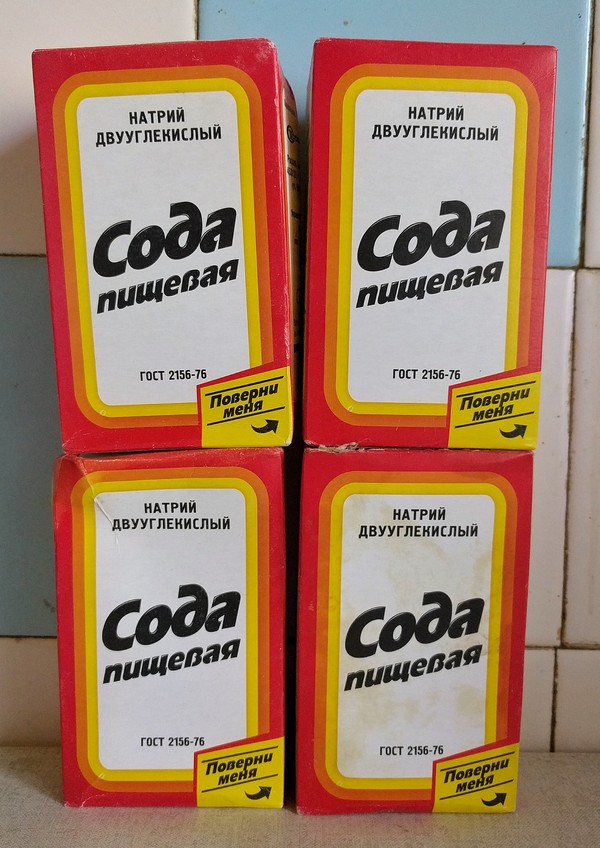 НАТРИЙ
ДВУУГЛЕКИСЛЫЙ
Сода
пищевая
ГОСТ 2156-76
Поверни
меня
НАТРИЙ
ДВУУГЛЕКИСЛЫЙ
Сода
пищевая
ГОСТ 2156-76
Поверни
меня
НАТРИЙ
ДВУУГЛЕКИСЛЫЙ
Сода
пищевая
ГОСТ 2156-76
Поверни
меня
НАТРИЙ
ДВУУГЛЕКИСЛЫЙ
Сода
пищевая
ГОСТ 2156-76
Поверни
меня